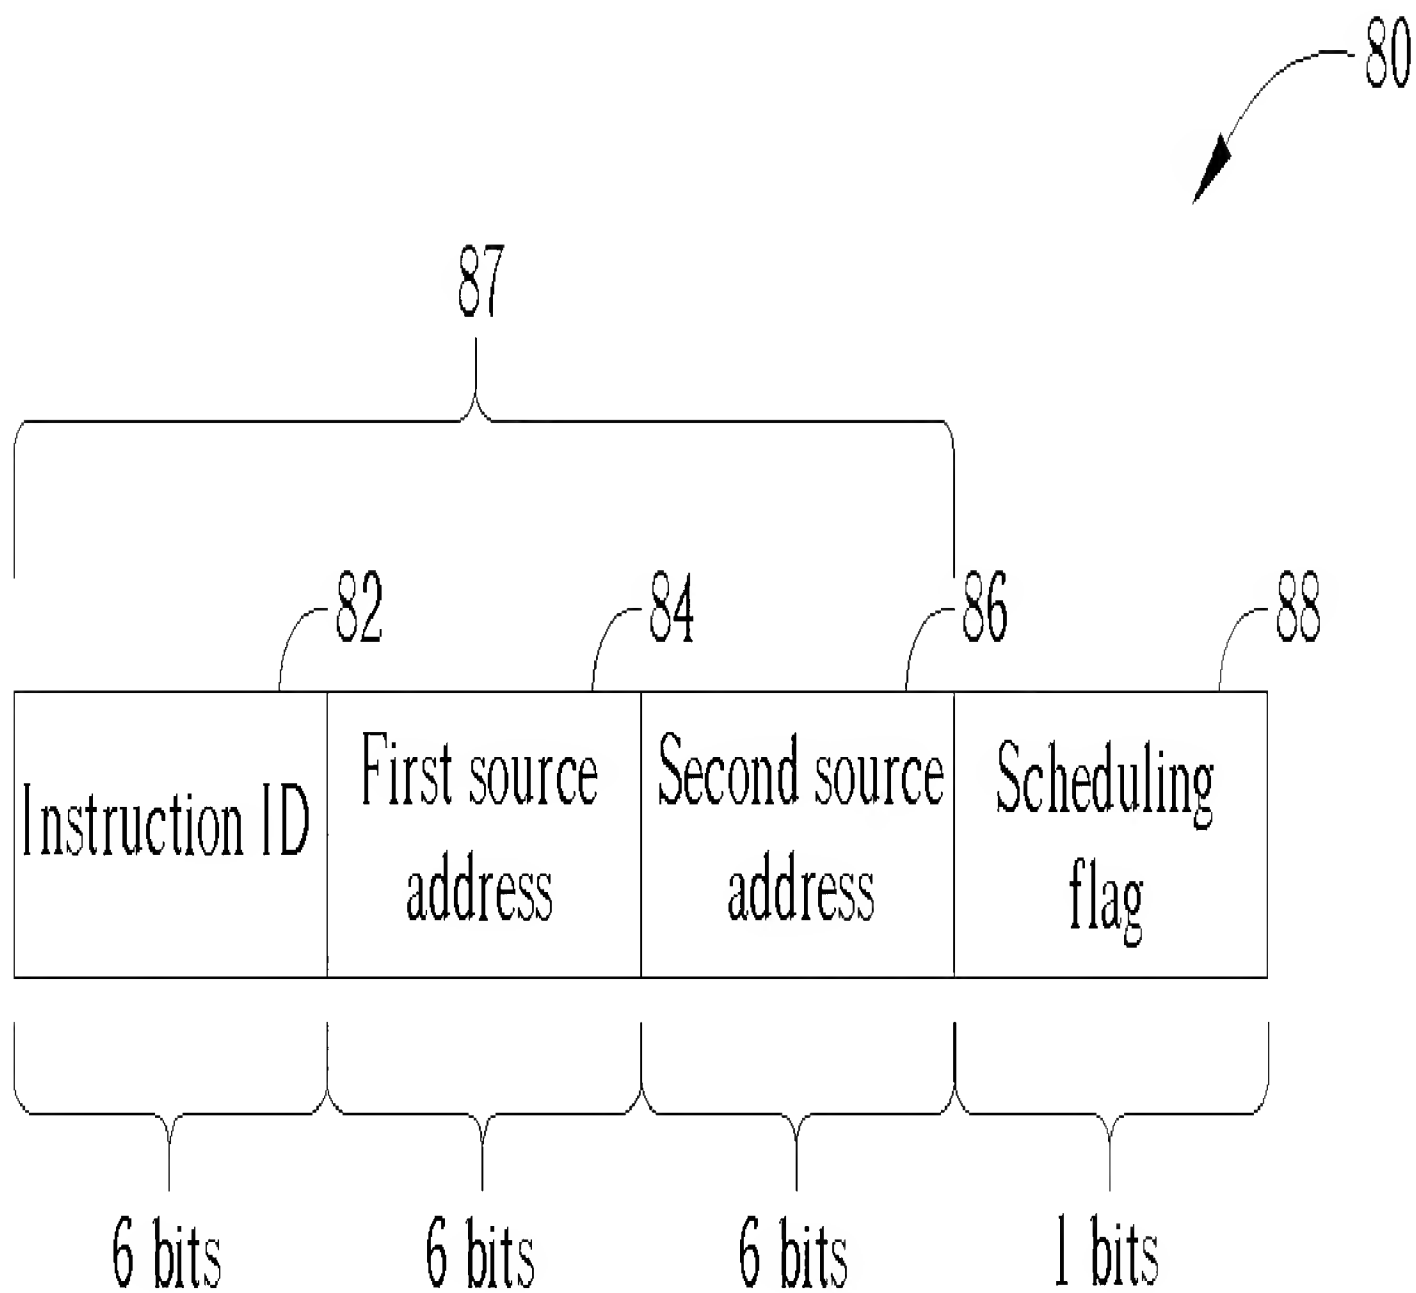 80
87
82
84
86
88
Instruction ID
First source
address
Second source
address
Scheduling
flag
6 bits
6 bits
6 bits
1 bits